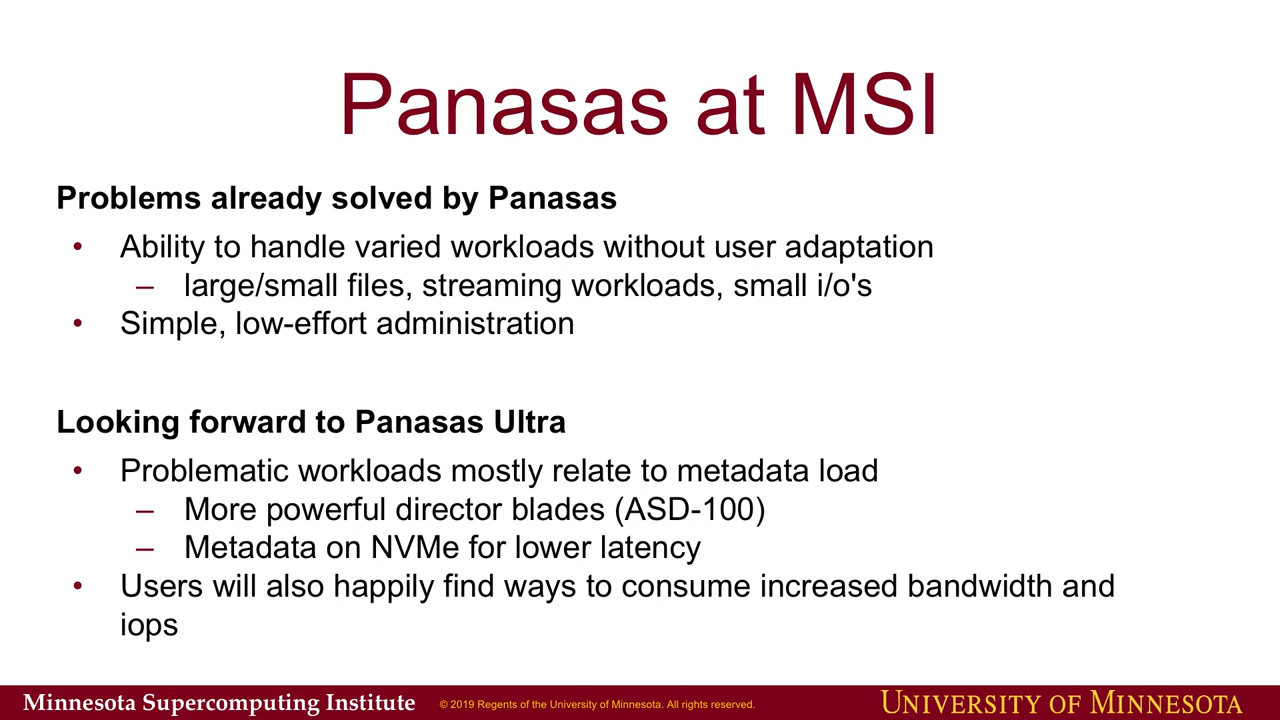 Panasas at MSI
Problems already solved by Panasas
• Ability to handle varied workloads without user adaptation
– large/small files, streaming workloads, small i/o's
• Simple, low-effort administration
Looking forward to Panasas Ultra
• Problematic workloads mostly relate to metadata load
– More powerful director blades (ASD-100)
– Metadata on NVMe for lower latency
• Users will also happily find ways to consume increased bandwidth and
iops
Minnesota Supercomputing Institute © 2019 Regents of the University of Minnesota. All rights reserved. UNIVERSITY OF MINNESOTA